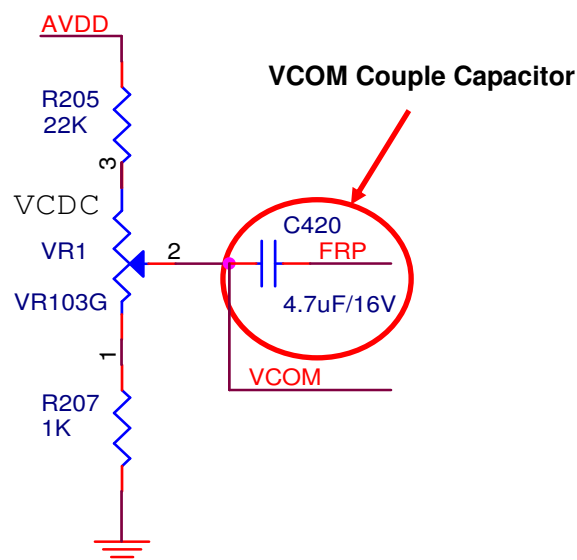 AVDD
VCOM Couple Capacitor
R205
22K
3
VCDC
C420
VR1
2
FRP
VR103G
4.7uF/16V
1
VCOM
R207
1K